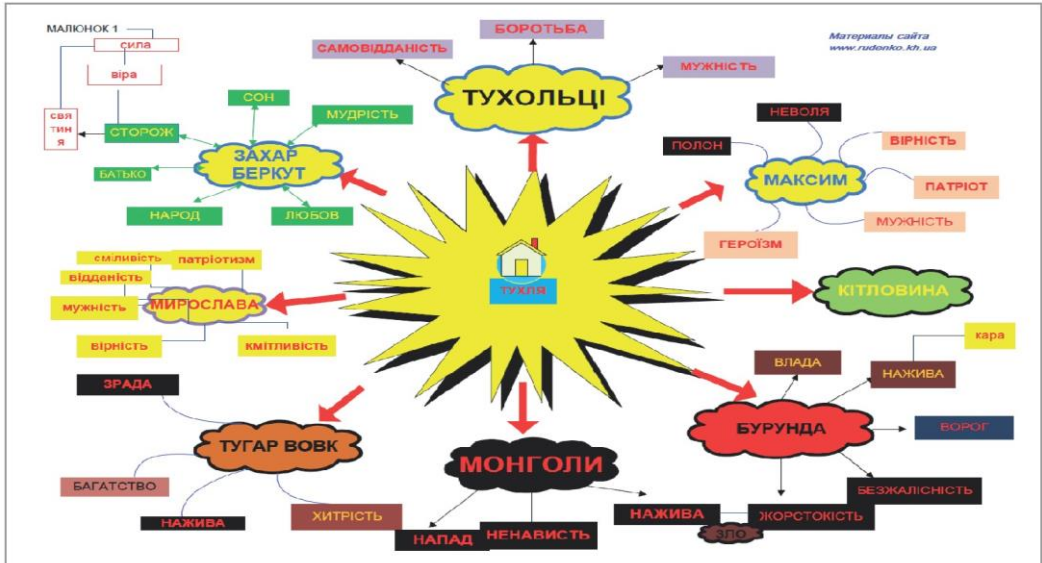 МАЛЮНОК 1
сила
віра
свя
тин
я
СТОРОЖ
СОН
МУДРІСТЬ
ЗАХАР
БЕРКУТ
БАТЬКО
НАРОД
ЛЮБОВ
БОРОТЬБА
САМОВІДДАНІСТЬ
МУЖНІСТЬ
ТУХОЛЬЦІ
Материалы сайта
www.rudenko.kh.ua
НЕВОЛЯ
ПОЛОН
ВІРНІСТЬ
МАКСИМ
ПАТРІОТ
МУЖНІСТЬ
ГЕРОЇЗМ
ТУХЛЯ
сміливість
патріотизм
відданість
мужність
МИРОСЛАВА
вірність
кмітливість
КІТЛОВИНА
кара
ВЛАДА
НАЖИВА
БУРУНДА
ВОРОГ
БЕЗЖАЛІСНІСТЬ
ЖОРСТОКІСТЬ
ЗРАДА
ТУГАР ВОВК
БАГАТСТВО
НАЖИВА
ХИТРІСТЬ
МОНГОЛИ
НАПАД
НЕНАВИСТЬ
НАЖИВА
ЗЛО